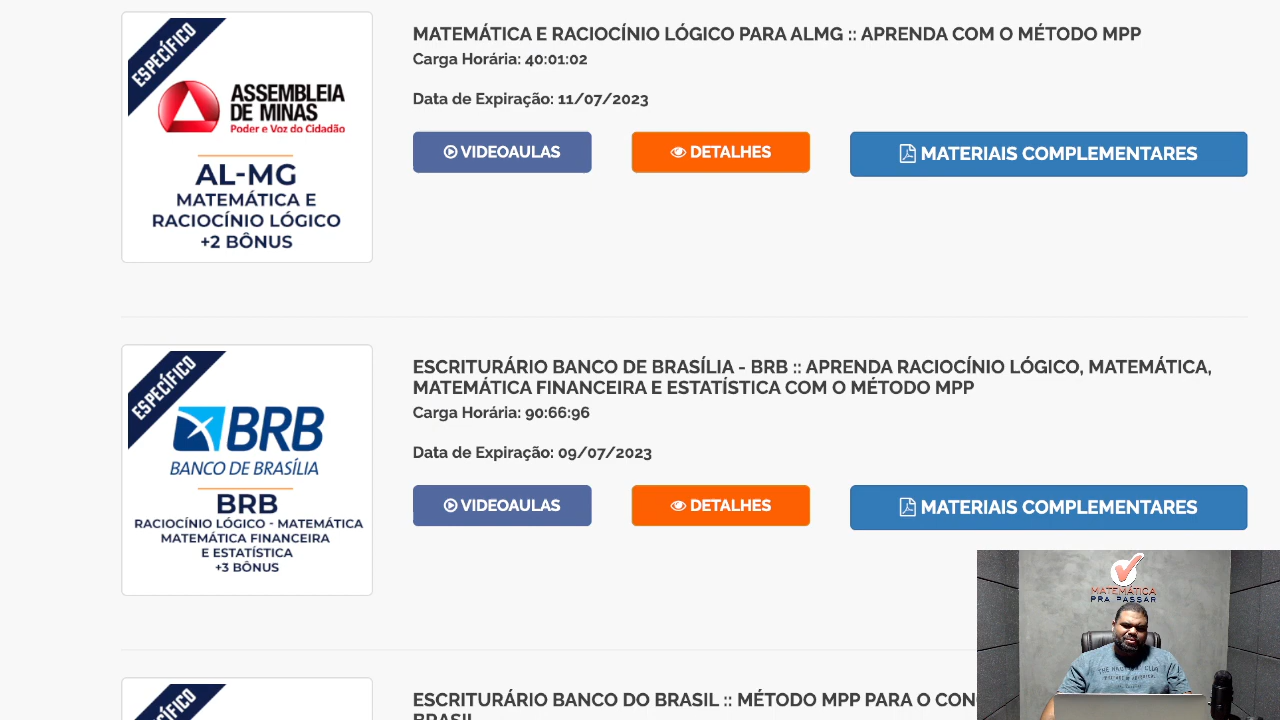 ESPECÍFICO
ASSEMBLEIA
DE MINAS
Poder e Voz do Cidadão
AL-MG
MATEMÁTICA E
RACIOCÍNIO LÓGICO
+2 BÔNUS
MATEMÁTICA E RACIOCÍNIO LÓGICO PARA ALMG :: APRENDA COM O MÉTODO MPP
Carga Horária: 40:01:02
Data de Expiração: 11/07/2023
VIDEOAULAS
DETALHES
MATERIAIS COMPLEMENTARES
ESPECÍFICO
BRB
BANCO DE BRASÍLIA
BRB
RACIOCÍNIO LÓGICO - MATEMÁTICA
MATEMÁTICA FINANCEIRA
E ESTATÍSTICA
+3 BÔNUS
ESCRITURÁRIO BANCO DE BRASÍLIA - BRB :: APRENDA RACIOCÍNIO LÓGICO, MATEMÁTICA,
MATEMÁTICA FINANCEIRA E ESTATÍSTICA COM O MÉTODO MPP
Carga Horária: 90:66:96
Data de Expiração: 09/07/2023
VIDEOAULAS
DETALHES
MATERIAIS COMPLEMENTARES
ESCRITURÁRIO BANCO DO BRASIL :: MÉTODO MPP PARA O
BRASIL
MATEMÁTICA
PRA PASSAR